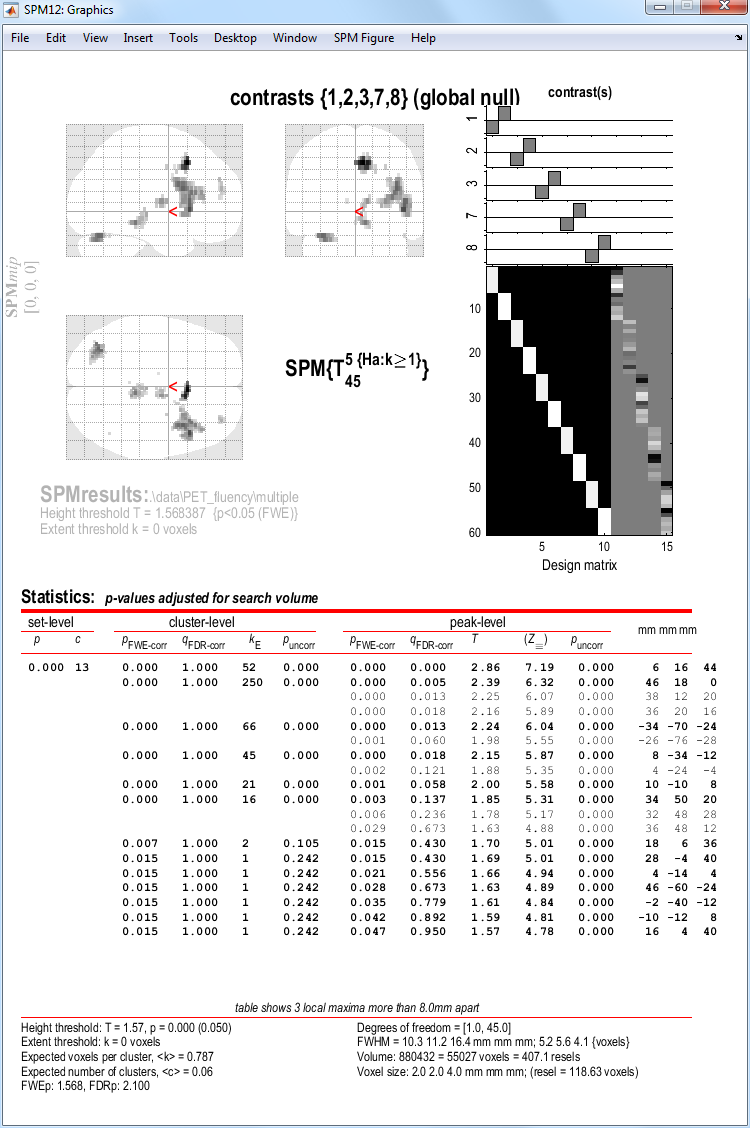 SPM12: Graphics
File Edit View Insert Tools Desktop Window SPM Figure Help
contrasts {1,2,3,7,8} (global null)
contrast(s)
1
2
3
7
8
<
<
<
SPMmip
[0, 0, 0]
SPM{T 5 {Ha:k≥1} 45}
10
20
30
40
50
60
5 10 15
Design matrix
SPMresults: .\data\PET_fluency\multiple
Height threshold T = 1.568387 {p<0.05 (FWE)}
Extent threshold k = 0 voxels
Statistics: p-values adjusted for search volume
set-level cluster-level peak-level mm mm mm
p c pFWE-corr qFDR-corr kE puncorr pFWE-corr qFDR-corr T (Z≡) puncorr
0.000 13 0.000 1.000 52 0.000 0.000 0.000 2.86 7.19 0.000 6 16 44
0.000 1.000 250 0.000 0.000 0.005 2.39 6.32 0.000 46 18 0
0.000 0.013 2.25 6.07 0.000 38 12 20
0.000 0.018 2.16 5.89 0.000 36 20 16
0.000 1.000 66 0.000 0.000 0.013 2.24 6.04 0.000 -34 -70 -24
0.001 0.060 1.98 5.55 0.000 -26 -76 -28
0.000 1.000 45 0.000 0.000 0.018 2.15 5.87 0.000 8 -34 -12
0.002 0.121 1.88 5.35 0.000 4 -24 -4
0.000 1.000 21 0.000 0.001 0.058 2.00 5.58 0.000 10 -10 8
0.000 1.000 16 0.000 0.003 0.137 1.85 5.31 0.000 34 50 20
0.006 0.236 1.78 5.17 0.000 32 48 28
0.029 0.673 1.63 4.88 0.000 36 48 12
0.007 1.000 2 0.105 0.015 0.430 1.70 5.01 0.000 18 6 36
0.015 1.000 1 0.242 0.015 0.430 1.69 5.01 0.000 28 -4 40
0.015 1.000 1 0.242 0.021 0.556 1.66 4.94 0.000 4 -14 4
0.015 1.000 1 0.242 0.028 0.673 1.63 4.89 0.000 46 -60 -24
0.015 1.000 1 0.242 0.035 0.779 1.61 4.84 0.000 -2 -40 -12
0.015 1.000 1 0.242 0.042 0.892 1.59 4.81 0.000 -10 -12 8
0.015 1.000 1 0.242 0.047 0.950 1.57 4.78 0.000 16 4 40
table shows 3 local maxima more than 8.0mm apart
Height threshold: T = 1.57, p = 0.000 (0.050)
Extent threshold: k = 0 voxels
Expected voxels per cluster, <k> = 0.787
Expected number of clusters, <c> = 0.06
FWEp: 1.568, FDRp: 2.100
Degrees of freedom = [1.0, 45.0]
FWHM = 10.3 11.2 16.4 mm mm mm; 5.2 5.6 4.1 {voxels}
Volume: 880432 = 55027 voxels = 407.1 resels
Voxel size: 2.0 2.0 4.0 mm mm mm; (resel = 118.63 voxels)